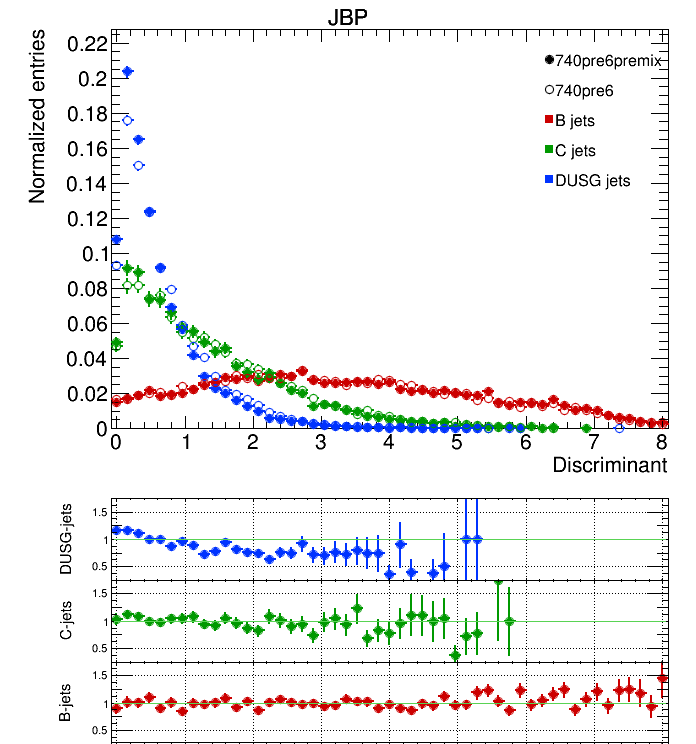 JBP
Normalized entries
0.22
0.2
0.18
0.16
0.14
0.12
0.1
0.08
0.06
0.04
0.02
0
740pre6premix
740pre6
B jets
C jets
DUSG jets
0 1 2 3 4 5 6 7 8
Discriminant
DUSG-jets
1.5
1
0.5
C-jets
1.5
1
0.5
B-jets
1.5
1
0.5